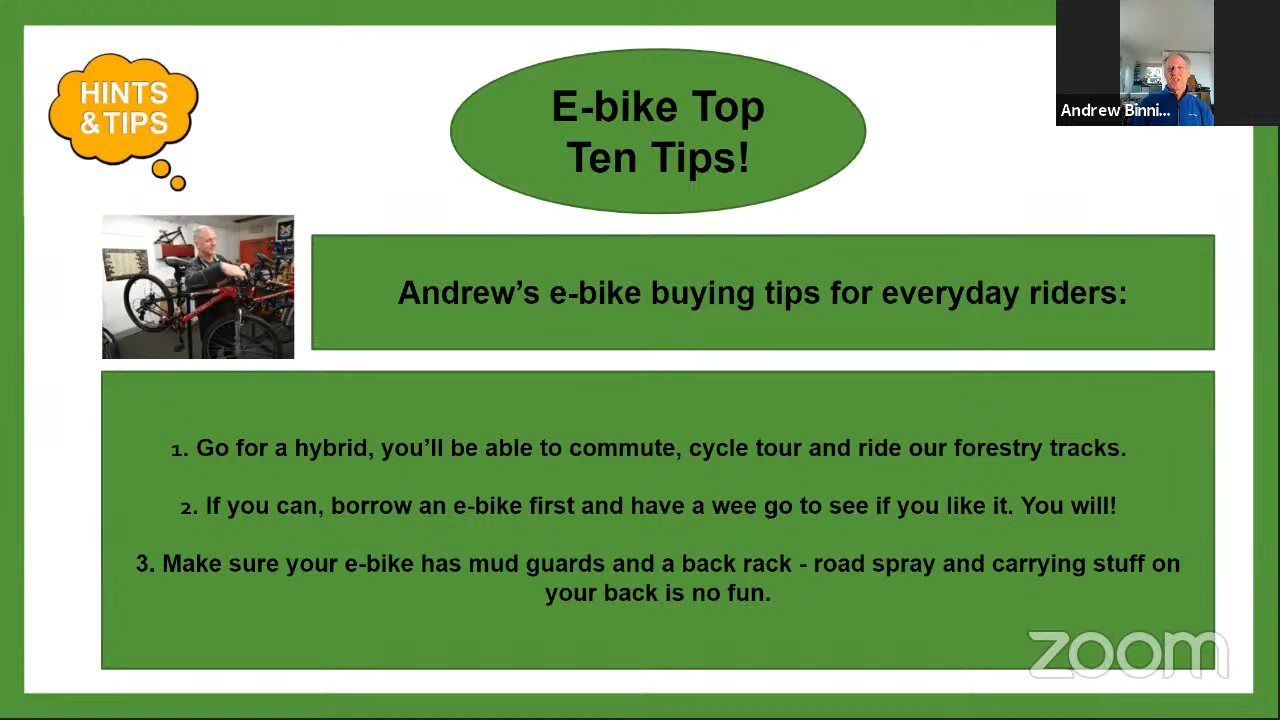 HINTS
& TIPS
E-bike Top
Ten Tips!
Andrew Binni...
Andrew’s e-bike buying tips for everyday riders:
1. Go for a hybrid, you’ll be able to commute, cycle tour and ride our forestry tracks.
2. If you can, borrow an e-bike first and have a wee go to see if you like it. You will!
3. Make sure your e-bike has mud guards and a back rack - road spray and carrying stuff on
your back is no fun.
zoom